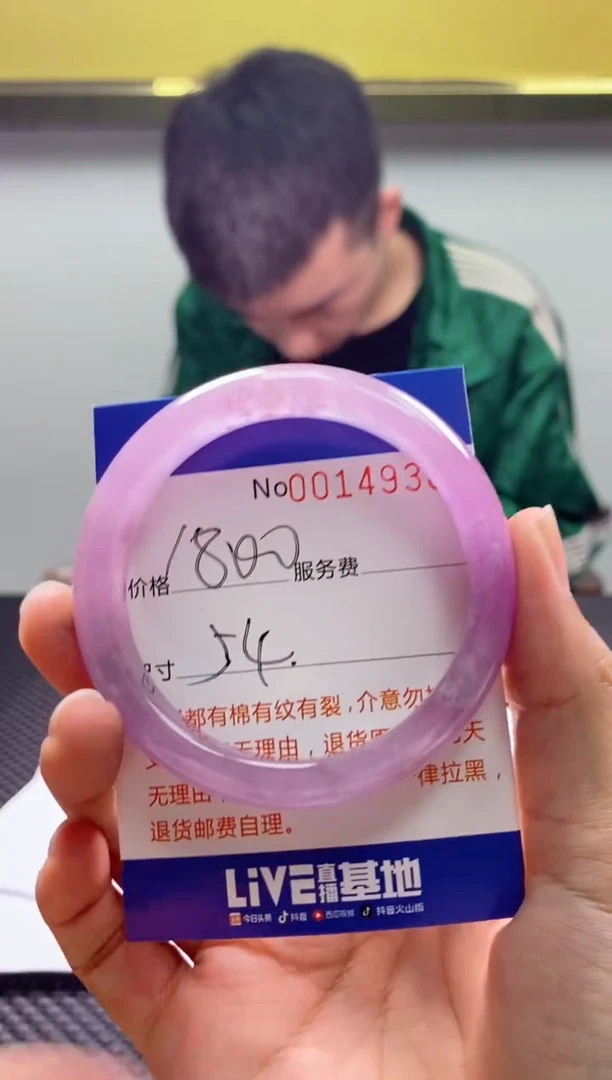 No001493
价格 1800 服务费
寸 54.
都有棉有纹有裂,介意勿
无理由,退货
天
无理由
律拉黑,
退货邮费自理。
LiVE直播基地
今日头条 抖音 西瓜视频 抖音火山版